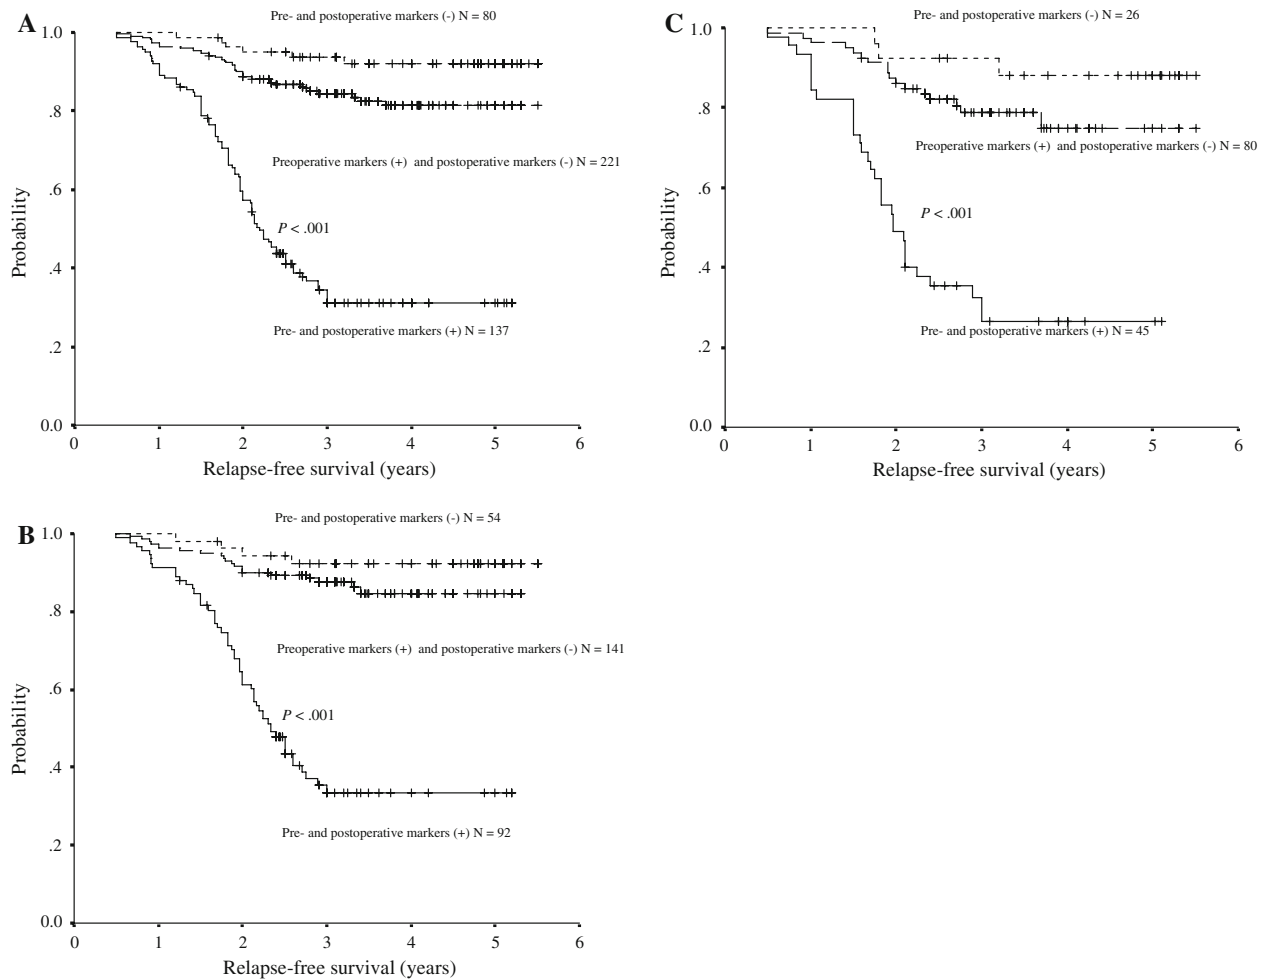 A
Pre- and postoperative markers (-) N = 80
1.0
.8
.6
.4
.2
0.0
Probability
Preoperative markers (+) and postoperative markers (-) N = 221
P < .001
Pre- and postoperative markers (+) N = 137
0 1 2 3 4 5 6
Relapse-free survival (years)
B
Pre- and postoperative markers (-) N = 54
1.0
.8
.6
.4
.2
0.0
Probability
Preoperative markers (+) and postoperative markers (-) N = 141
P < .001
Pre- and postoperative markers (+) N = 92
0 1 2 3 4 5 6
Relapse-free survival (years)
C
Pre- and postoperative markers (-) N = 26
1.0
.8
.6
.4
.2
0.0
Probability
Preoperative markers (+) and postoperative markers (-) N = 80
P < .001
Pre- and postoperative markers (+) N = 45
0 1 2 3 4 5 6
Relapse-free survival (years)